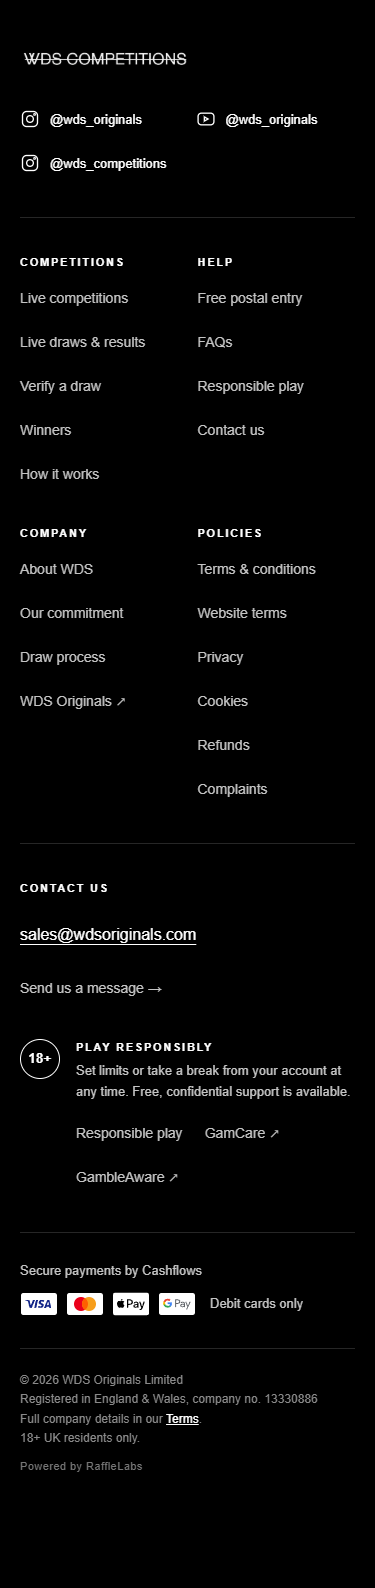 WDS COMPETITIONS
@wds_originals
@wds_originals
@wds_competitions
COMPETITIONS
Live competitions
Live draws & results
Verify a draw
Winners
How it works
HELP
Free postal entry
FAQs
Responsible play
Contact us
COMPANY
About WDS
Our commitment
Draw process
WDS Originals ↗
POLICIES
Terms & conditions
Website terms
Privacy
Cookies
Refunds
Complaints
CONTACT US
sales@wdsoriginals.com
Send us a message →
18+
PLAY RESPONSIBLY
Set limits or take a break from your account at
any time. Free, confidential support is available.
Responsible play GamCare ↗
GambleAware ↗
Secure payments by Cashflows
VISA Pay G Pay Debit cards only
© 2026 WDS Originals Limited
Registered in England & Wales, company no. 13330886
Full company details in our Terms.
18+ UK residents only.
Powered by RaffleLabs